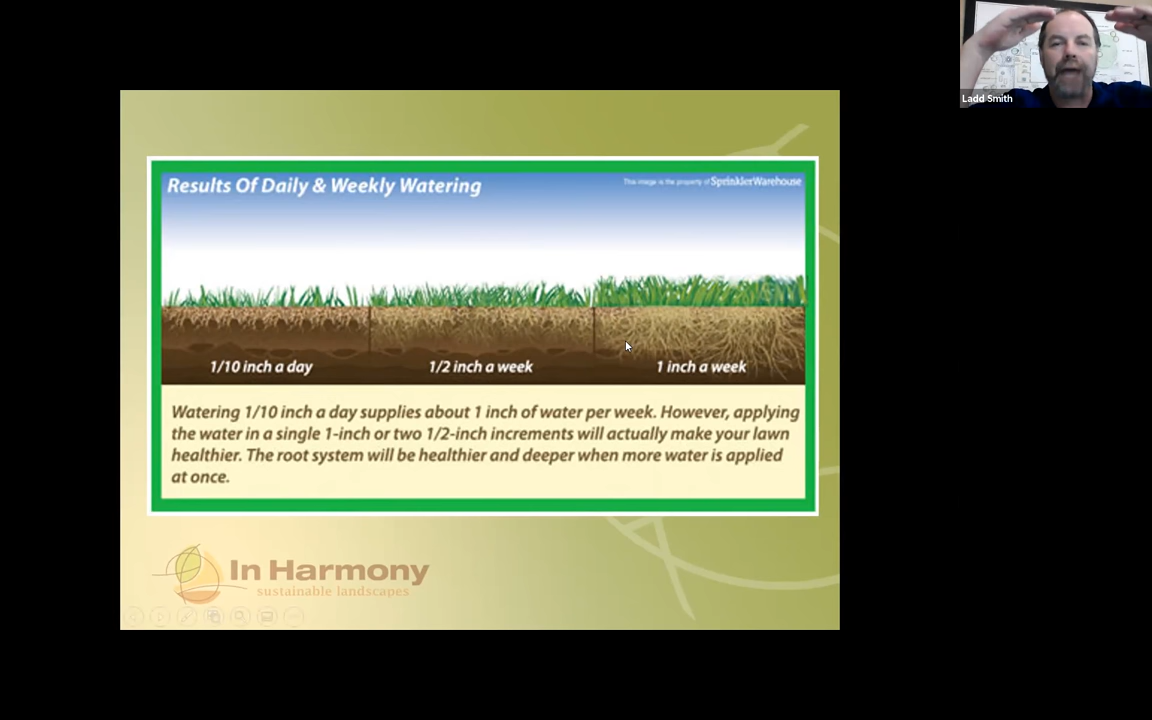 Ladd Smith
Results Of Daily & Weekly Watering
This image is the property of SprinklerWarehouse
1/10 inch a day
1/2 inch a week
1 inch a week
Watering 1/10 inch a day supplies about 1 inch of water per week. However, applying
the water in a single 1-inch or two 1/2-inch increments will actually make your lawn
healthier. The root system will be healthier and deeper when more water is applied
at once.
In Harmony
sustainable landscapes